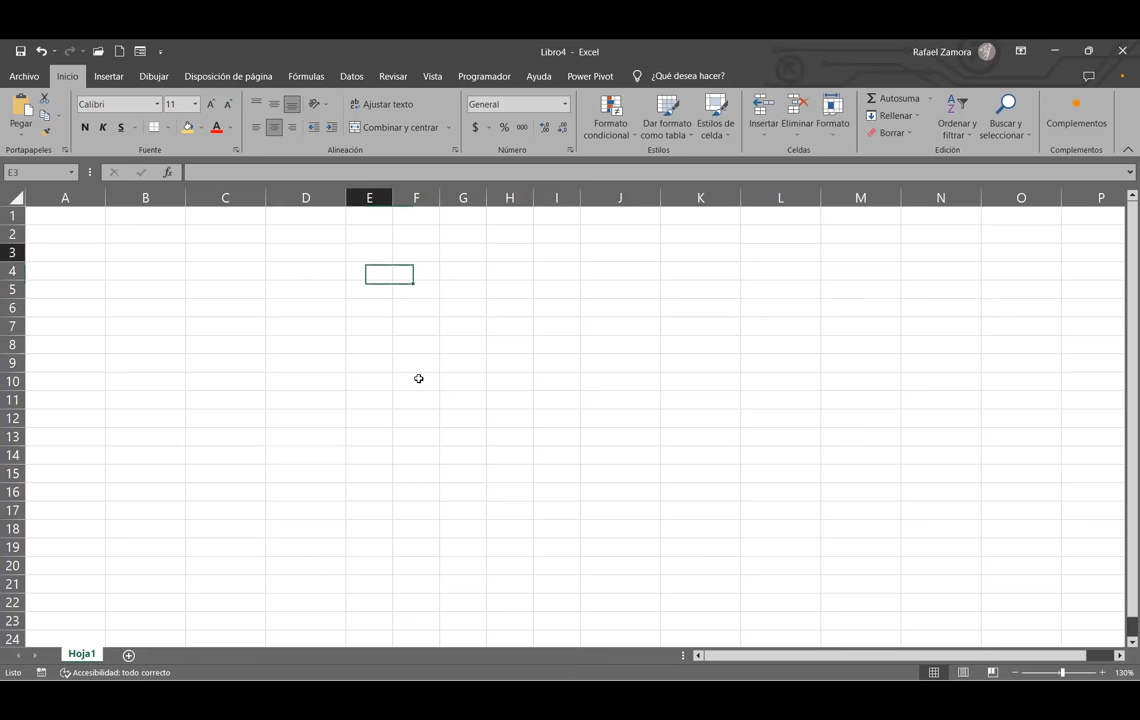 Libro4 - Excel
Rafael Zamora
Archivo Inicio Insertar Dibujar Disposición de página Fórmulas Datos Revisar Vista Programador Ayuda Power Pivot ¿Qué desea hacer?
Pegar
Portapapeles
Calibri 11
N K S
Fuente
Ajustar texto
Combinar y centrar
Alineación
General
$ % 000
Número
Formato condicional
Dar formato como tabla
Estilos de celda
Estilos
Insertar Eliminar Formato
Celdas
Autosuma
Rellenar
Borrar
Ordenar y filtrar
Buscar y seleccionar
Edición
Complementos
Complementos
E3
fx
A B C D E F G H I J K L M N O P
1
2
3
4
5
6
7
8
9
10
11
12
13
14
15
16
17
18
19
20
21
22
23
24
Hoja1
Listo
Accesibilidad: todo correcto
130%